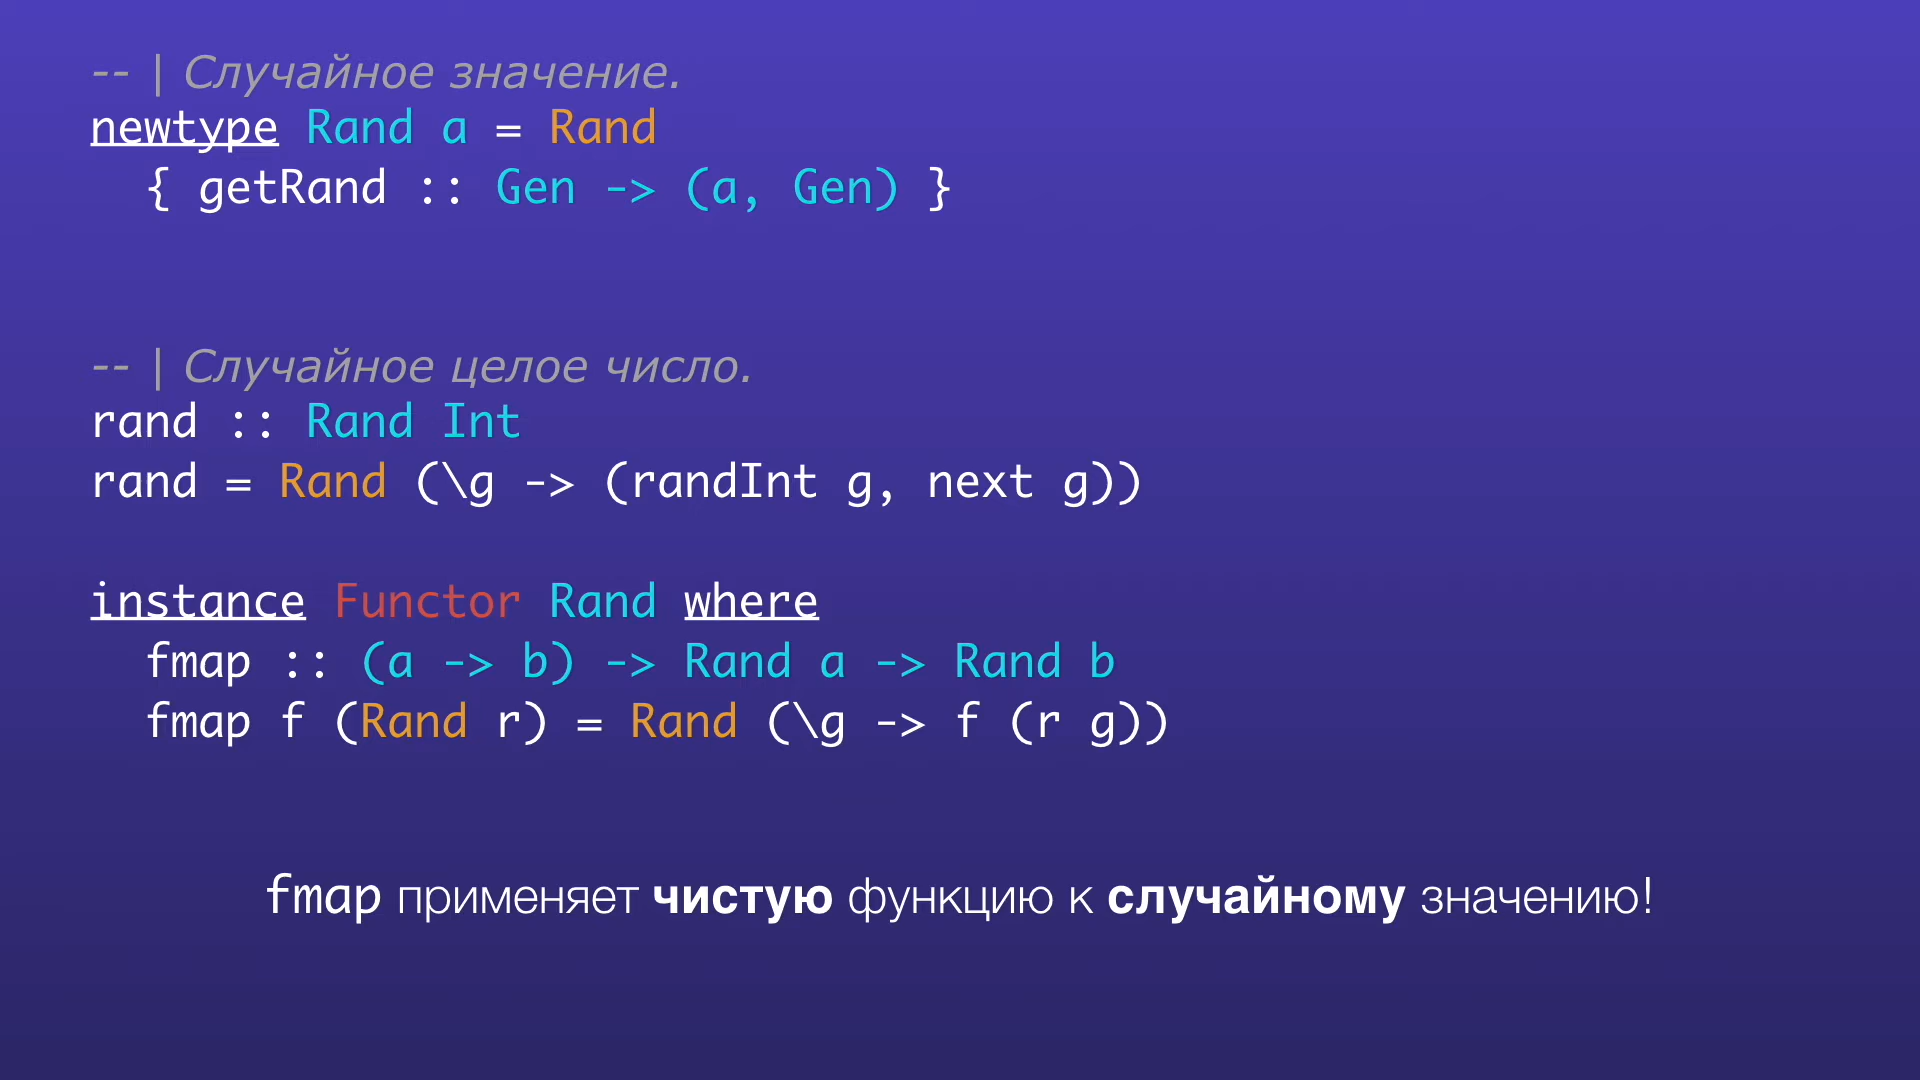 -- | Случайное значение.
newtype Rand a = Rand
  { getRand :: Gen -> (a, Gen) }
-- | Случайное целое число.
rand :: Rand Int
rand = Rand (\g -> (randInt g, next g))
instance Functor Rand where
  fmap :: (a -> b) -> Rand a -> Rand b
  fmap f (Rand r) = Rand (\g -> f (r g))
fmap применяет чистую функцию к случайному значению!